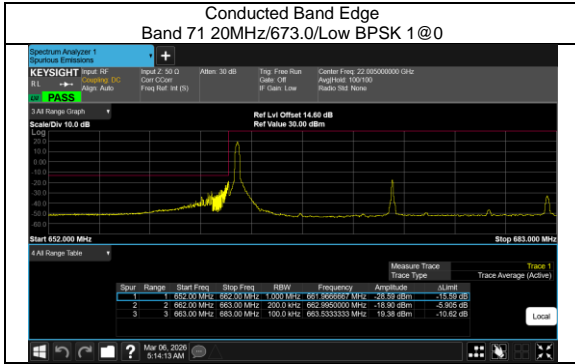 Conducted Band Edge
Band 71 20MHz/673.0/Low BPSK 1@0
Spectrum Analyzer 1
Spurious Emissions
KEYSIGHT Input: RF
RL Coupling: DC
Align: Auto
Input Z: 50 Ω
Corr CCorr
Freq Ref: Int (S)
Atten: 30 dB
Trig: Free Run
Gate: Off
IF Gain: Low
Center Freq: 22.005000000 GHz
Avg|Hold: 100/100
Radio Std: None
PASS
3 All Range Graph
Scale/Div 10.0 dB
Ref Lvl Offset 14.60 dB
Ref Value 30.00 dBm
Log
20.0
10.0
0.00
-10.0
-20.0
-30.0
-40.0
-50.0
-60.0
Start 652.000 MHz
Stop 683.000 MHz
4 All Range Table
Measure Trace Trace 1
Trace Type Trace Average (Active)
Spur Range Start Freq Stop Freq RBW Frequency Amplitude ΔLimit
1 1 652.00 MHz 662.00 MHz 1.000 MHz 661.9666667 MHz -28.59 dBm -15.59 dB
2 2 662.00 MHz 663.00 MHz 200.0 kHz 662.9950000 MHz -18.90 dBm -5.905 dB
3 3 663.00 MHz 683.00 MHz 100.0 kHz 663.5333333 MHz 19.38 dBm -10.62 dB
Local
Mar 06, 2026
5:14:13 AM